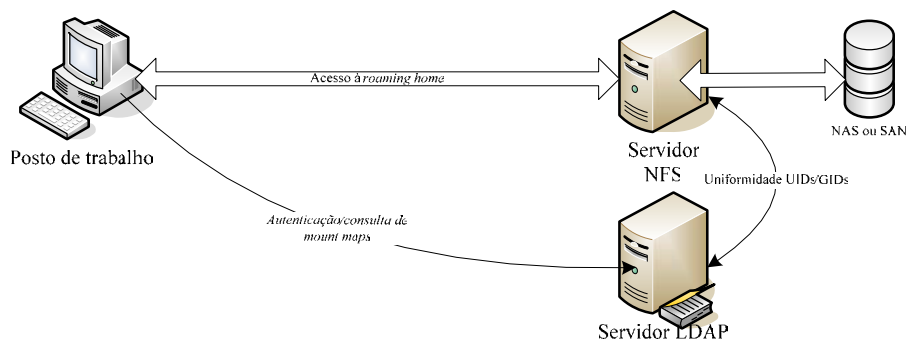 Acesso à roaming home
NAS ou SAN
Posto de trabalho
Servidor
NFS
Uniformidade UIDs/GIDs
Autenticação/consulta de
mount maps
Servidor LDAP